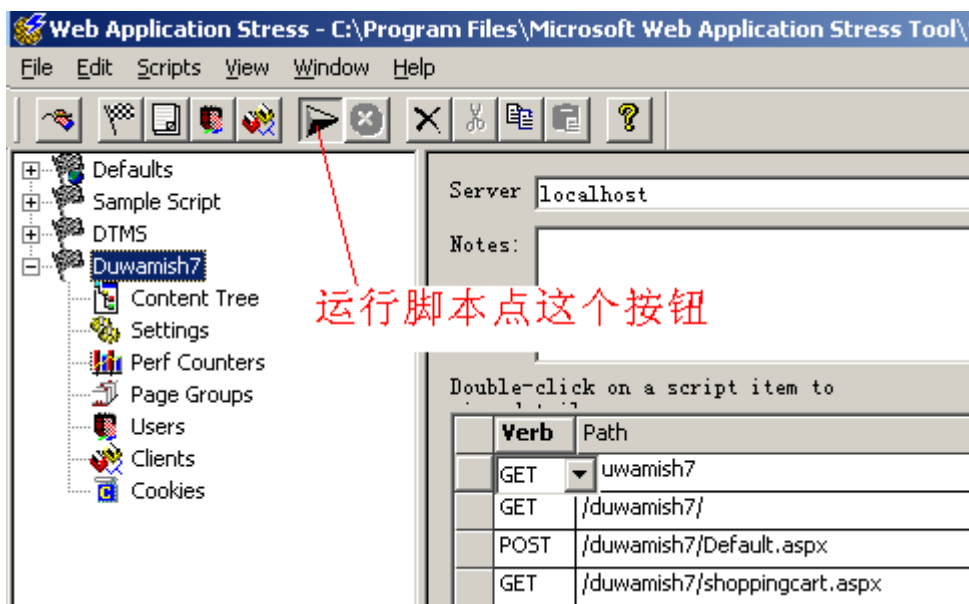 Web Application Stress - C:\Program Files\Microsoft Web Application Stress Tool\
File Edit Scripts View Window Help
Defaults
Sample Script
DTMS
Duwamish7
Content Tree
Settings
Perf Counters
Page Groups
Users
Clients
Cookies
运行脚本点这个按钮
Server localhost
Notes:
Double-click on a script item to
Verb Path
GET uwamish7
GET /duwamish7/
POST /duwamish7/Default.aspx
GET /duwamish7/shoppingcart.aspx